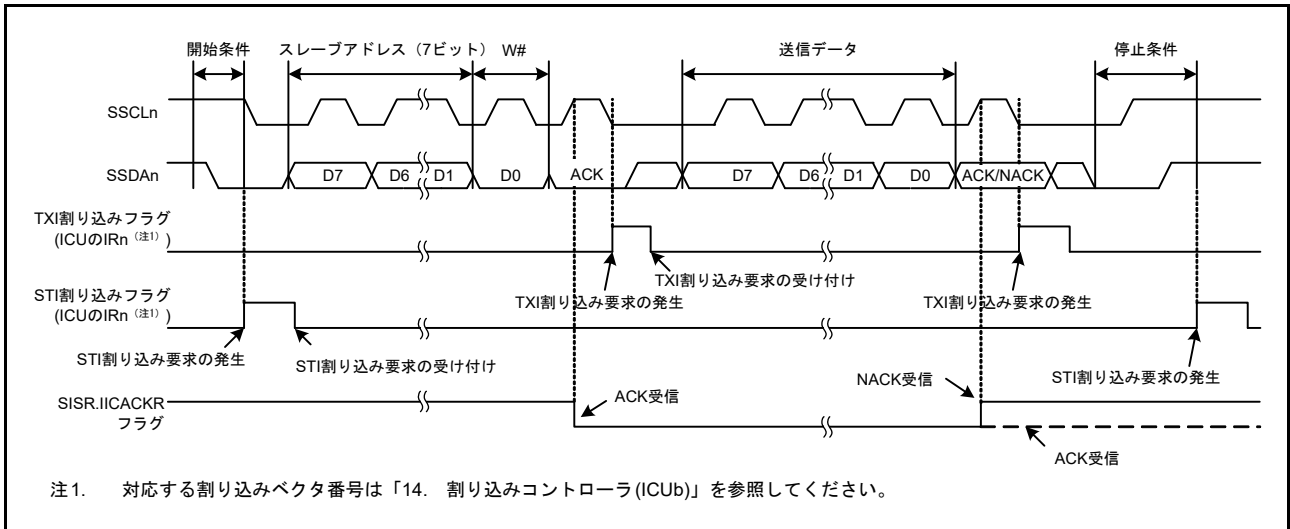 開始条件 スレーブアドレス（7ビット） W# 送信データ 停止条件
SSCLn
SSDAn D7 D6 D1 D0 ACK D7 D6 D1 D0 ACK/NACK
TXI割り込みフラグ
(ICUのIRn（注1）)
TXI割り込み要求の受け付け
TXI割り込み要求の発生 TXI割り込み要求の発生
STI割り込みフラグ
(ICUのIRn（注1）)
STI割り込み要求の発生 STI割り込み要求の受け付け STI割り込み要求の発生
NACK受信
SISR.IICACKR
フラグ
ACK受信
ACK受信
注1. 対応する割り込みベクタ番号は「14. 割り込みコントローラ(ICUb)」を参照してください。